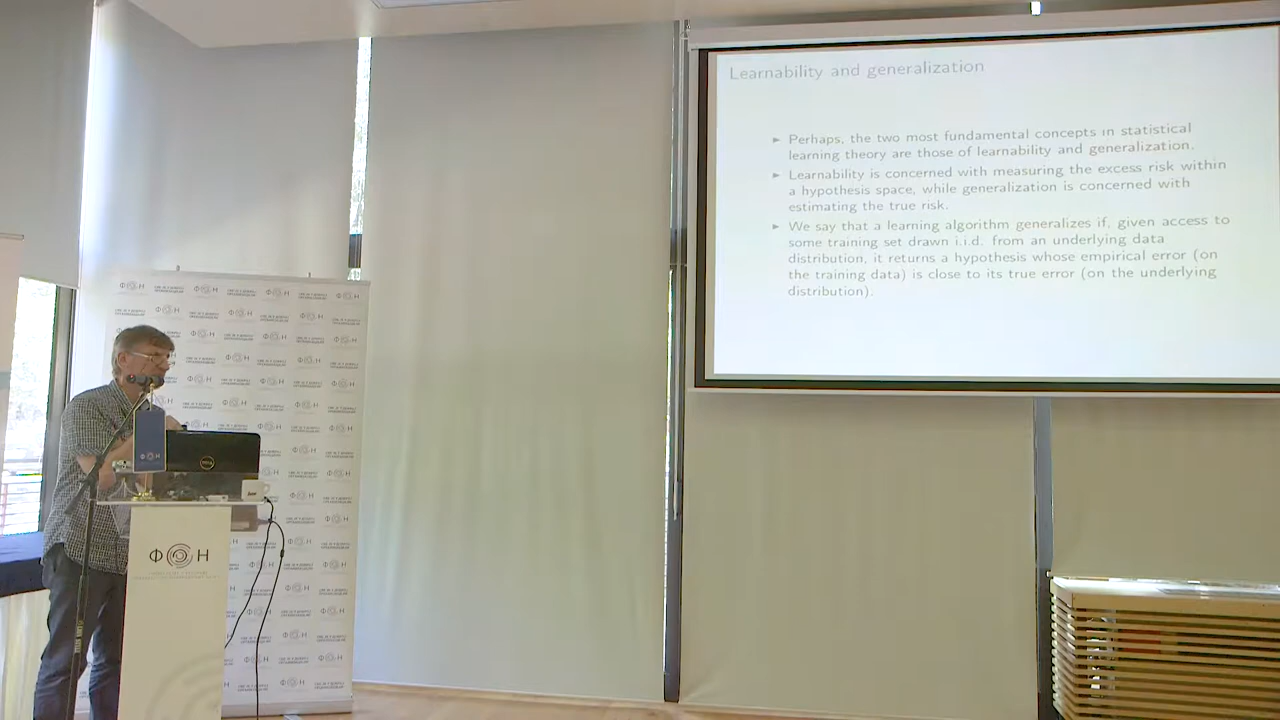 Learnability and generalization
► Perhaps, the two most fundamental concepts in statistical
learning theory are those of learnability and generalization.
► Learnability is concerned with measuring the excess risk within
a hypothesis space, while generalization is concerned with
estimating the true risk.
► We say that a learning algorithm generalizes if, given access to
some training set drawn i.i.d. from an underlying data
distribution, it returns a hypothesis whose empirical error (on
the training data) is close to its true error (on the underlying
distribution).
ФОН
DELL